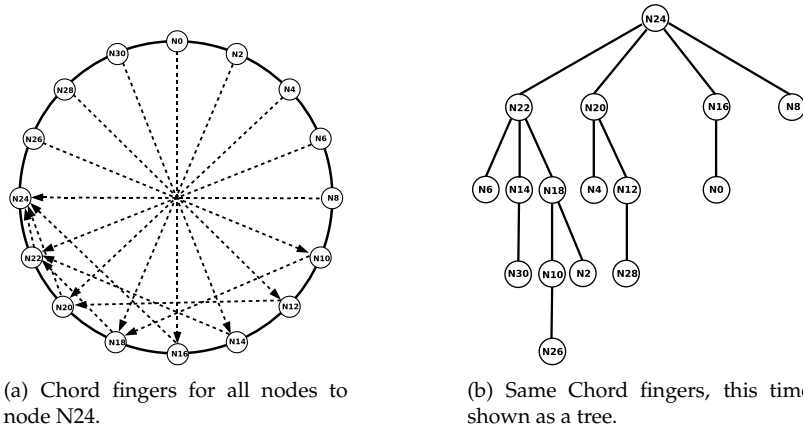 N0
N30
N2
N28
N4
N26
N6
N24
N8
N22
N10
N20
N12
N18
N14
N16
(a) Chord fingers for all nodes to
node N24.
N24
N22
N20
N16
N8
N6
N14
N18
N4
N12
N0
N30
N10
N2
N28
N26
(b) Same Chord fingers, this time
shown as a tree.